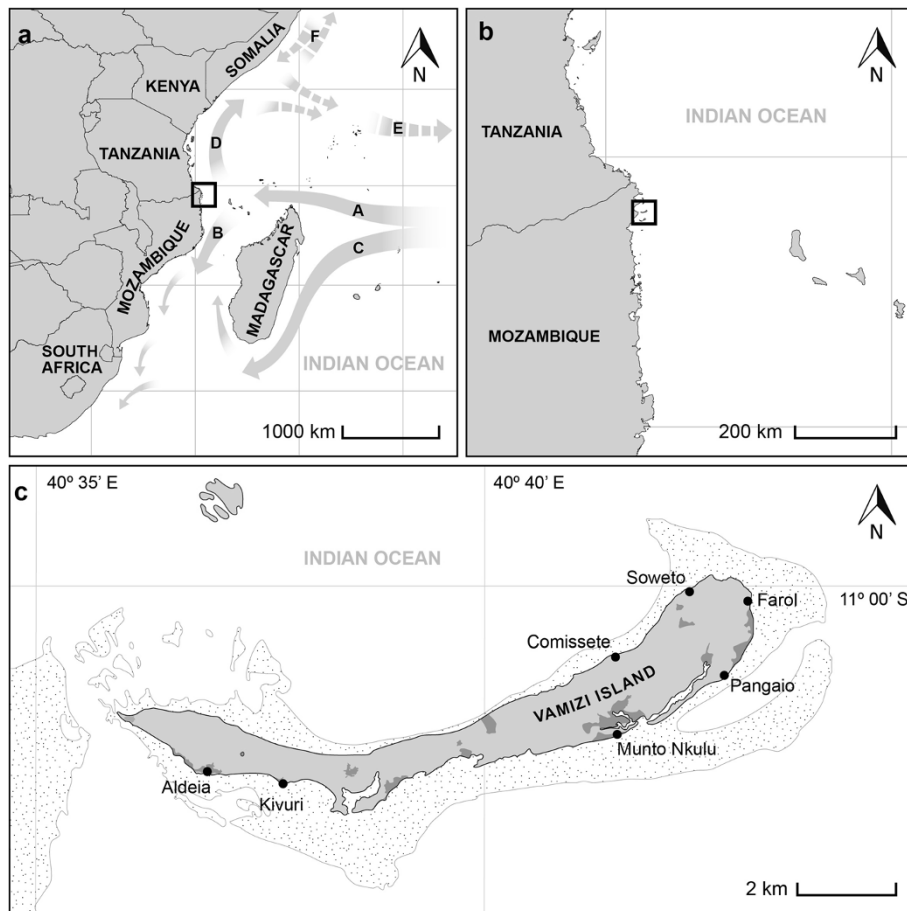 a
F
SOMALIA
N
KENYA
TANZANIA
D
E
A
B
C
MOZAMBIQUE
MADAGASCAR
SOUTH
AFRICA
INDIAN OCEAN
1000 km
b
N
INDIAN OCEAN
TANZANIA
MOZAMBIQUE
200 km
c
40º 35’ E
40º 40’ E
N
INDIAN OCEAN
Soweto
11º 00’ S
Farol
Comissete
VAMIZI ISLAND
Pangaio
Munto Nkulu
Aldeia
Kivuri
2 km